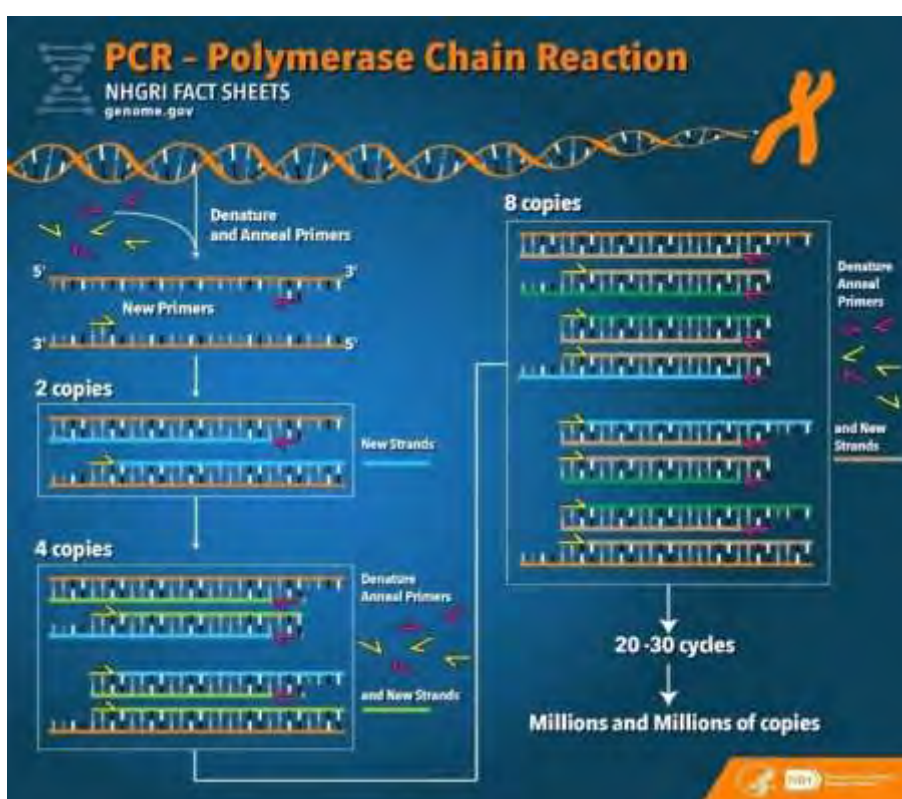 PCR - Polymerase Chain Reaction
NHGRI FACT SHEETS
genome.gov
Denature
and Anneal Primers
5'
3'
New Primers
3'
5'
2 copies
New Strands
4 copies
Denature
Anneal Primers
and New Strands
8 copies
Denature
Anneal
Primers
and New
Strands
20 -30 cycles
Millions and Millions of copies
NIH